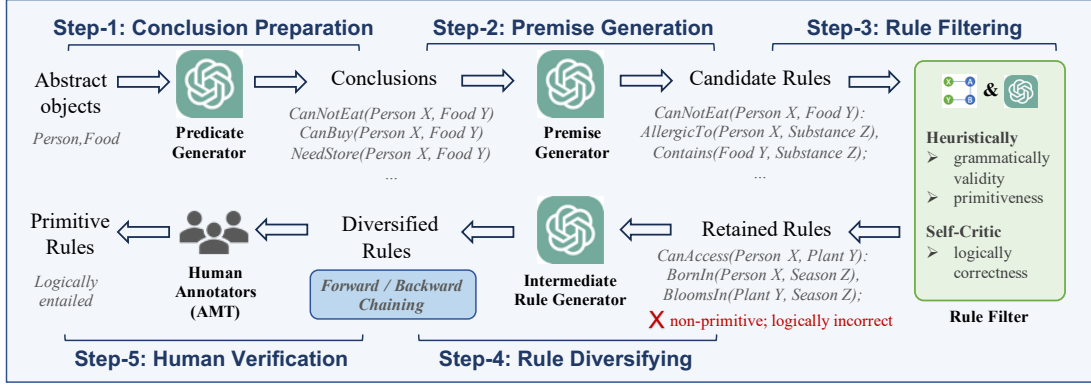 Step-1: Conclusion Preparation
Step-2: Premise Generation
Step-3: Rule Filtering
Abstract
objects
Person,Food
Predicate
Generator
Conclusions
CanNotEat(Person X, Food Y)
CanBuy(Person X, Food Y)
NeedStore(Person X, Food Y)
...
Premise
Generator
Candidate Rules
CanNotEat(Person X, Food Y):
AllergicTo(Person X, Substance Z),
Contains(Food Y, Substance Z);
...
X A
Y B
&
Heuristically
➢ grammatically
validity
➢ primitiveness
Self-Critic
➢ logically
correctness
Rule Filter
Retained Rules
CanAccess(Person X, Plant Y):
BornIn(Person X, Season Z),
BloomsIn(Plant Y, Season Z);
X non-primitive; logically incorrect
Intermediate
Rule Generator
Diversified
Rules
Forward / Backward
Chaining
Human
Annotators
(AMT)
Primitive
Rules
Logically
entailed
Step-5: Human Verification
Step-4: Rule Diversifying